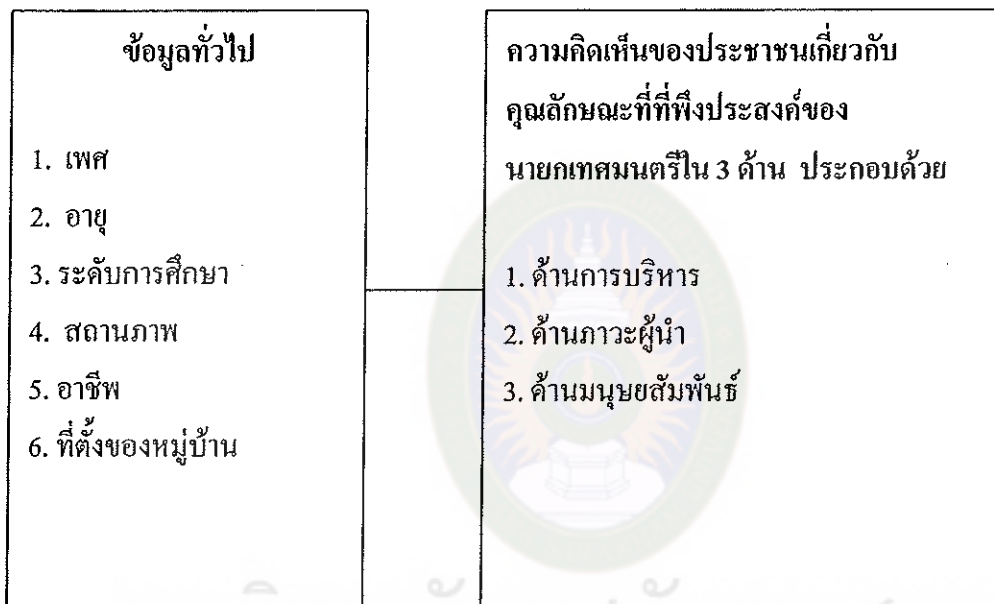 ข้อมูลทั่วไป
1. เพศ
2. อายุ
3. ระดับการศึกษา
4. สถานภาพ
5. อาชีพ
6. ที่ตั้งของหมู่บ้าน
ความคิดเห็นของประชาชนเกี่ยวกับ
คุณลักษณะที่ที่พึงประสงค์ของ
นายกเทศมนตรีใน 3 ด้าน ประกอบด้วย
1. ด้านการบริหาร
2. ด้านภาวะผู้นำ
3. ด้านมนุษยสัมพันธ์